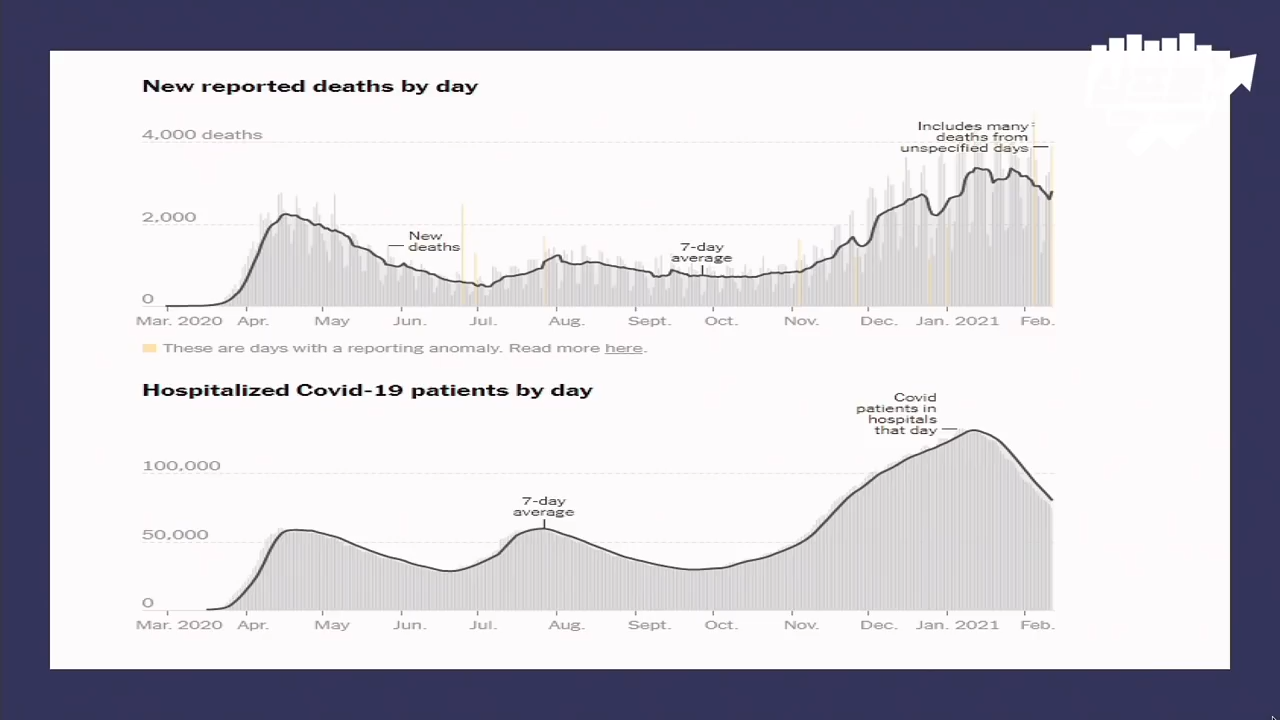 New reported deaths by day
4,000 deaths
Includes many
deaths from
unspecified days
2,000
New
deaths
7-day
average
0
Mar. 2020 Apr. May Jun. Jul. Aug. Sept. Oct. Nov. Dec. Jan. 2021 Feb.
These are days with a reporting anomaly. Read more here.
Hospitalized Covid-19 patients by day
Covid
patients in
hospitals
that day
100,000
7-day
average
50,000
0
Mar. 2020 Apr. May Jun. Jul. Aug. Sept. Oct. Nov. Dec. Jan. 2021 Feb.